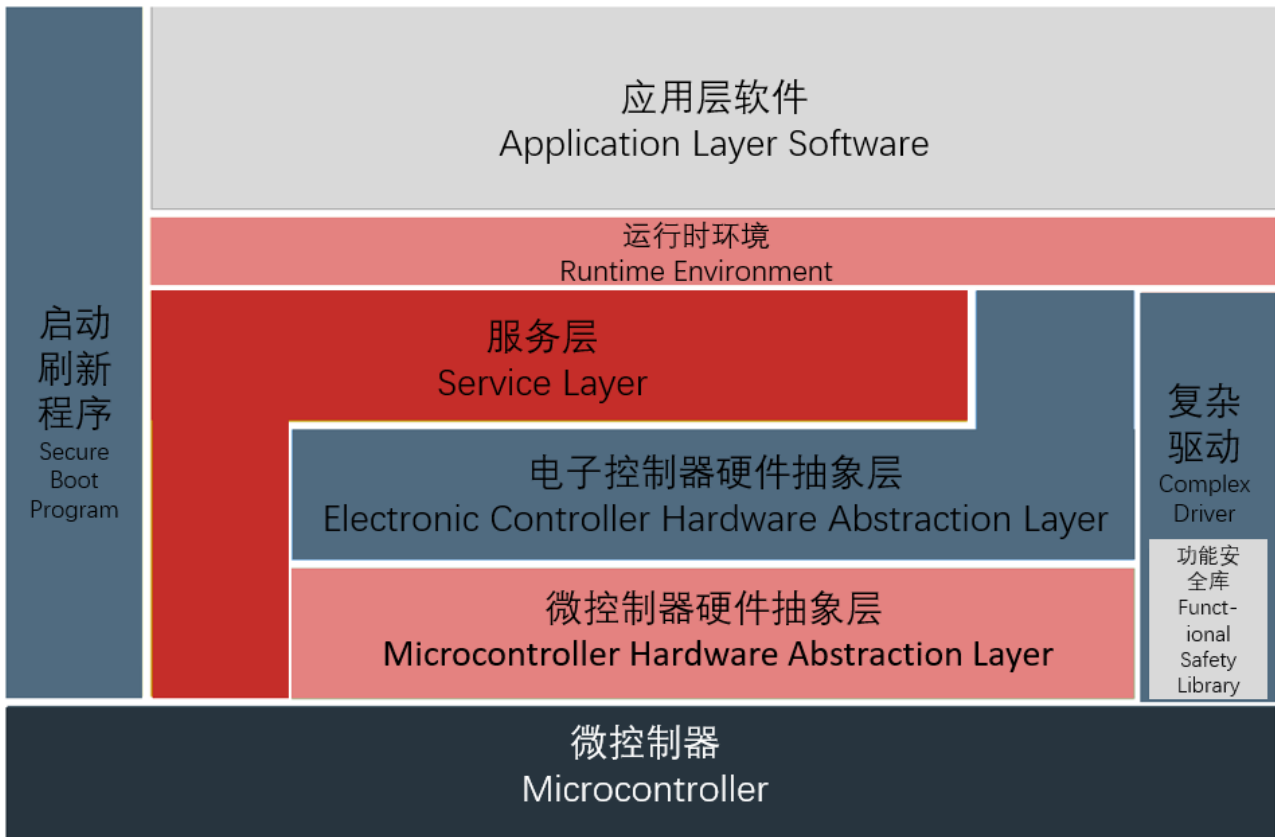 应用层软件
Application Layer Software
运行时环境
Runtime Environment
启动
刷新
程序
Secure
Boot
Program
服务层
Service Layer
电子控制器硬件抽象层
Electronic Controller Hardware Abstraction Layer
微控制器硬件抽象层
Microcontroller Hardware Abstraction Layer
复杂
驱动
Complex
Driver
功能安
全库
Funct-
ional
Safety
Library
微控制器
Microcontroller